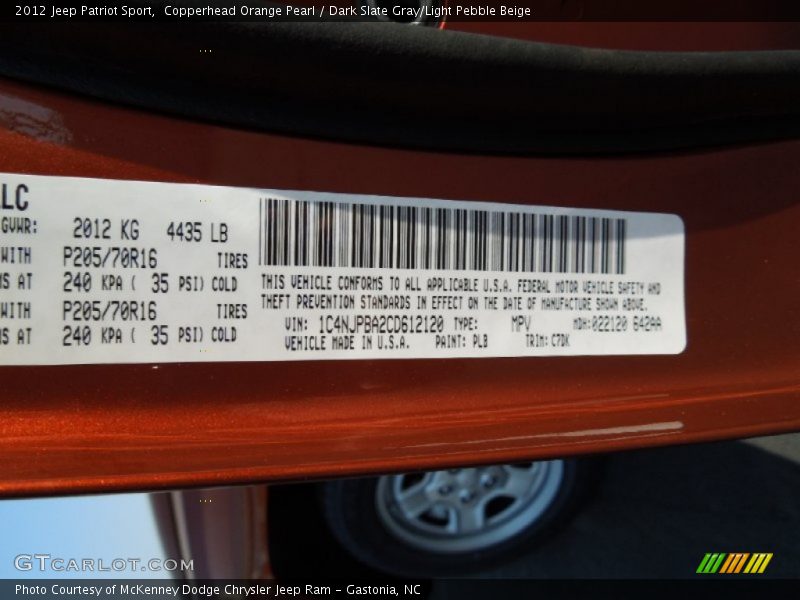 2012 Jeep Patriot Sport, Copperhead Orange Pearl / Dark Slate Gray/Light Pebble Beige
LLC
GVWR: 2012 KG 4435 LB
WITH P205/70R16 TIRES
AT 240 KPA ( 35 PSI) COLD
WITH P205/70R16 TIRES
AT 240 KPA ( 35 PSI) COLD
THIS VEHICLE CONFORMS TO ALL APPLICABLE U.S.A. FEDERAL MOTOR VEHICLE SAFETY AND
THEFT PREVENTION STANDARDS IN EFFECT ON THE DATE OF MANUFACTURE SHOWN ABOVE.
VIN: 1C4NJPBA2CD612120 TYPE: MPV MDH:022120 642AA
VEHICLE MADE IN U.S.A. PAINT: PLB TRIM: C7DK
GTCarLot.com
Photo Courtesy of McKenney Dodge Chrysler Jeep Ram - Gastonia, NC